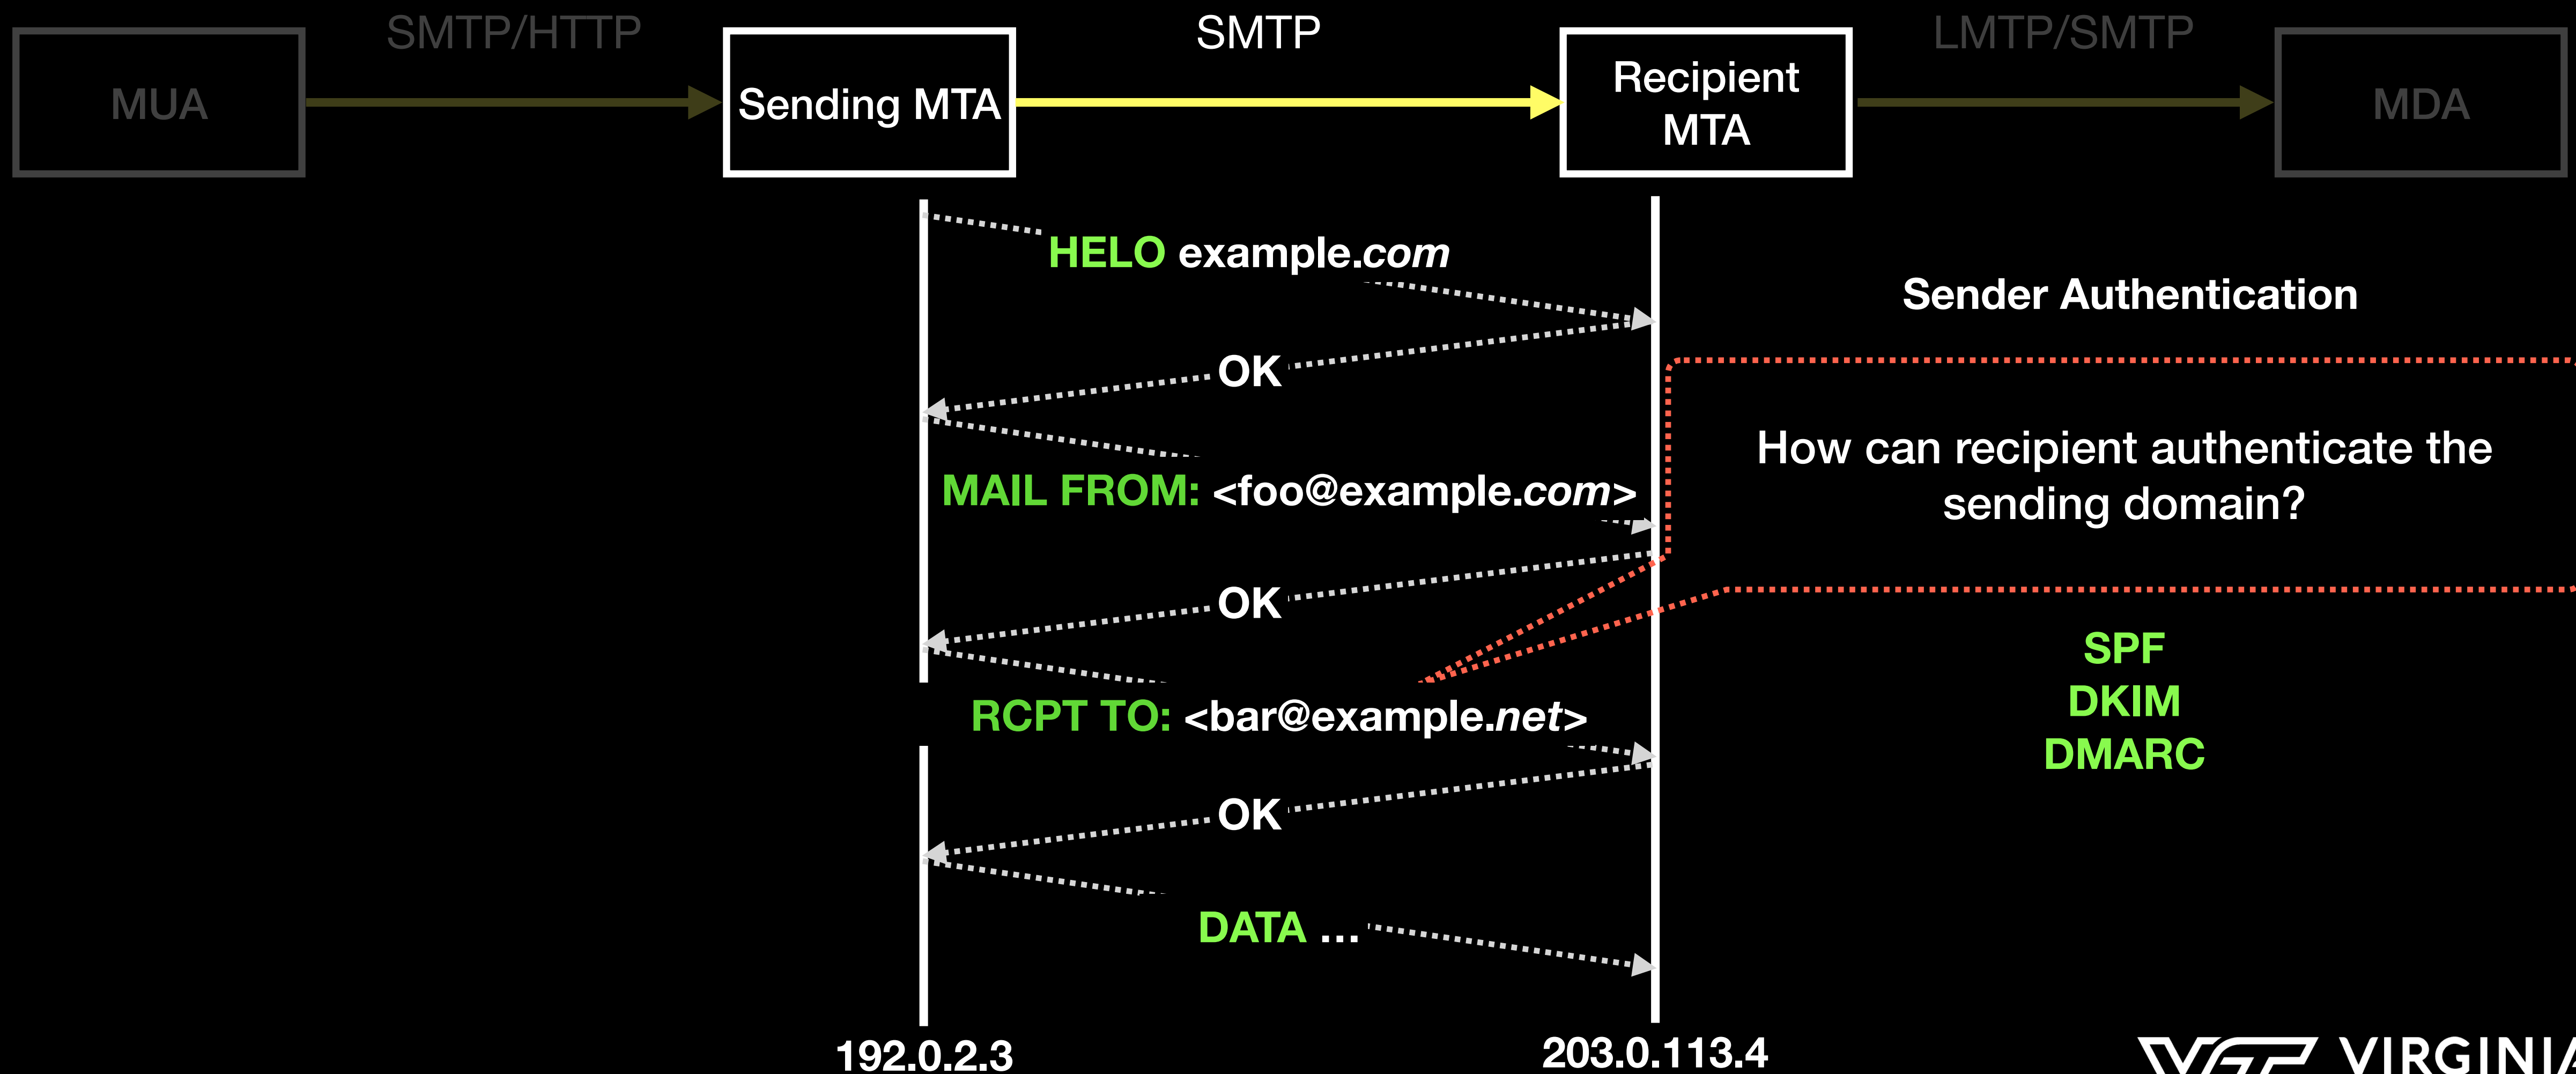 SMTP/HTTP
SMTP
LMTP/SMTP
MUA
Sending MTA
Recipient
MTA
MDA
HELO example.com
Sender Authentication
OK
How can recipient authenticate the
sending domain?
MAIL FROM: <foo@example.com>
OK
SPF
DKIM
DMARC
RCPT TO: <bar@example.net>
OK
DATA ...
192.0.2.3
203.0.113.4